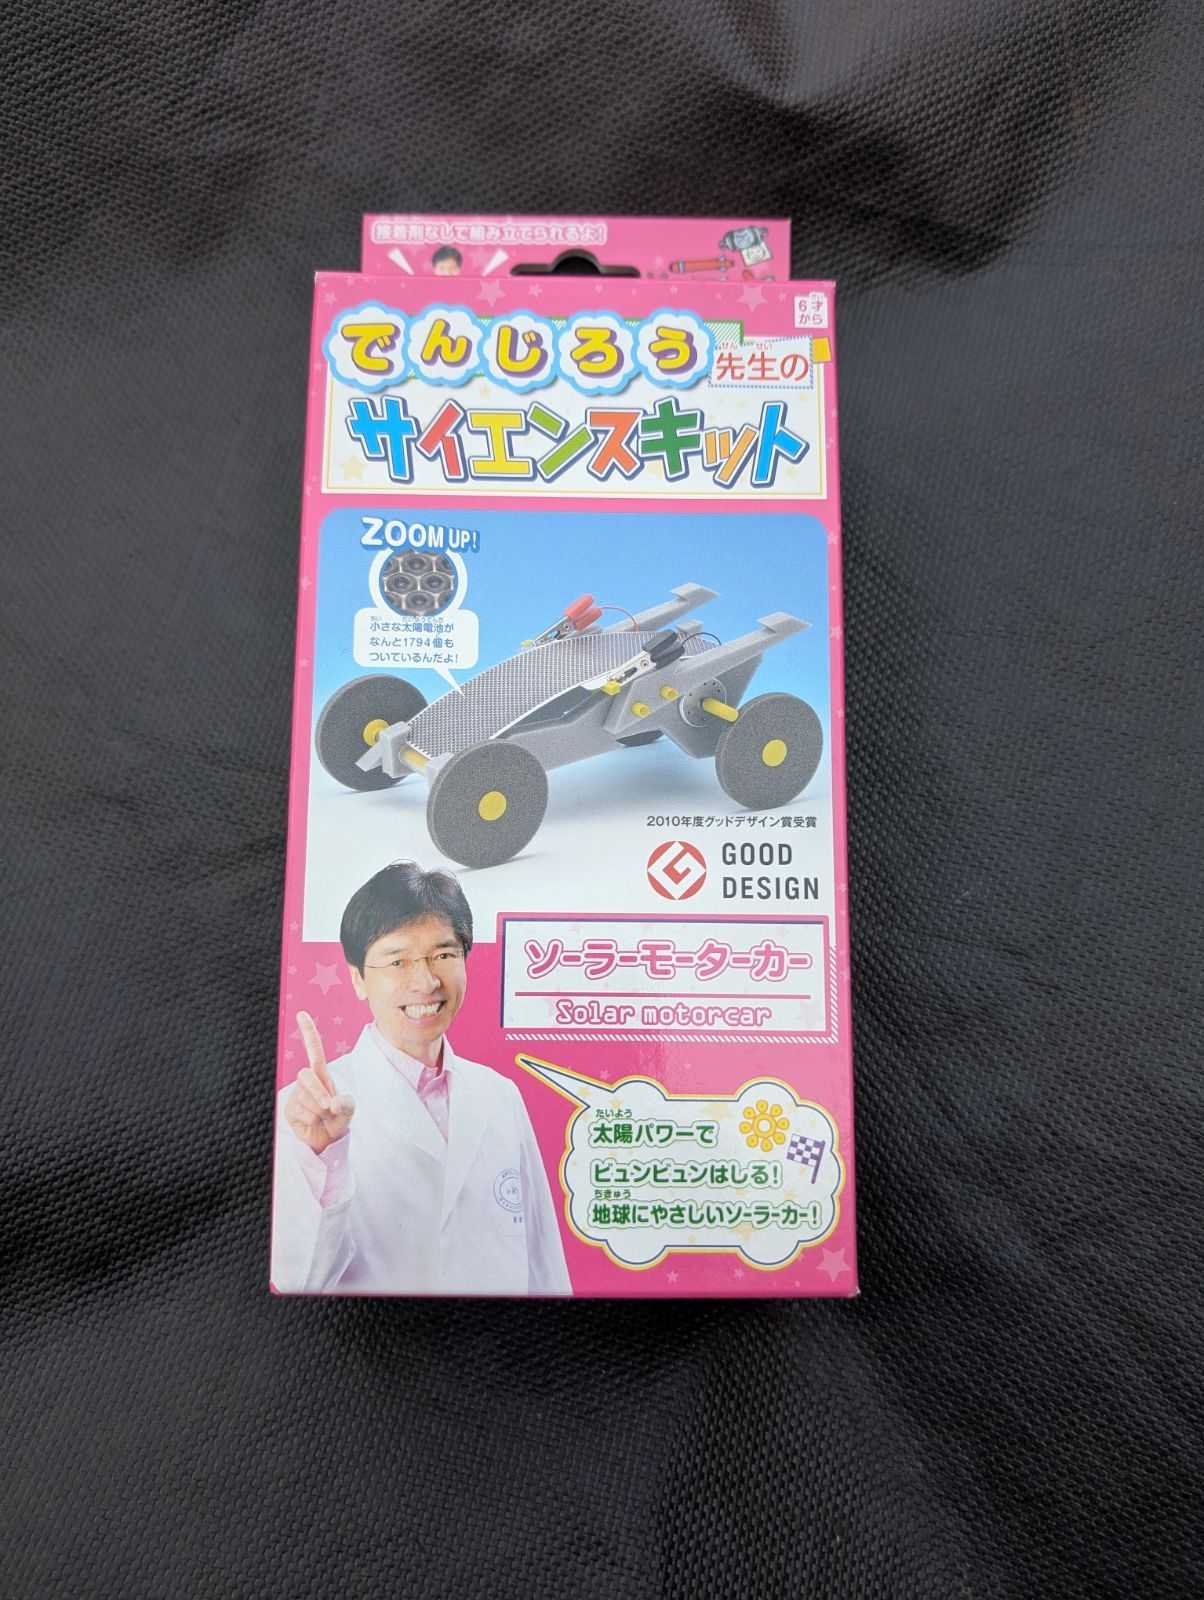 接着剤なしで組み立てられるよ!
6才
から
でんじろう先生の
サイエンスキット
ZOOM UP!
小さな太陽電池が
なんと1794個も
ついているんだよ!
2010年度グッドデザイン賞受賞
GOOD
DESIGN
ソーラーモーターカー
Solar motorcar
太陽パワーで
ビュンビュンはしる!
地球にやさしいソーラーカー!